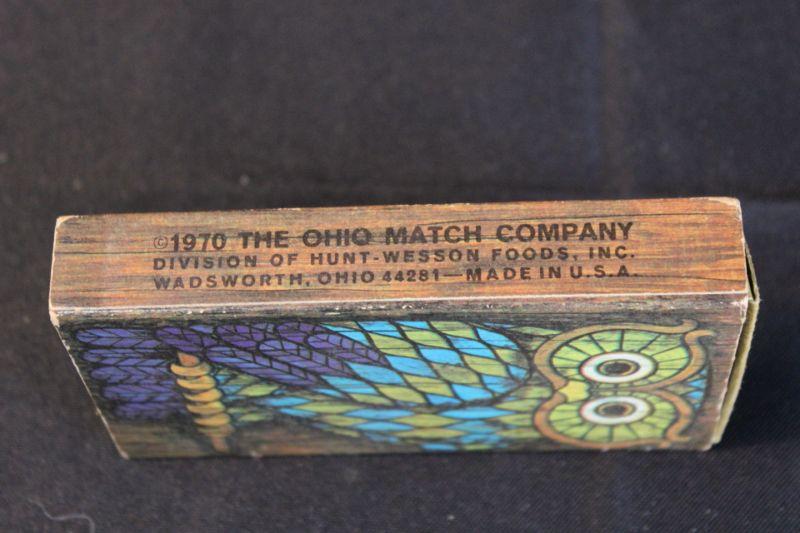 ©1970 THE OHIO MATCH COMPANY
DIVISION OF HUNT-WESSON FOODS, INC.
WADSWORTH, OHIO 44281—MADE IN U.S.A.